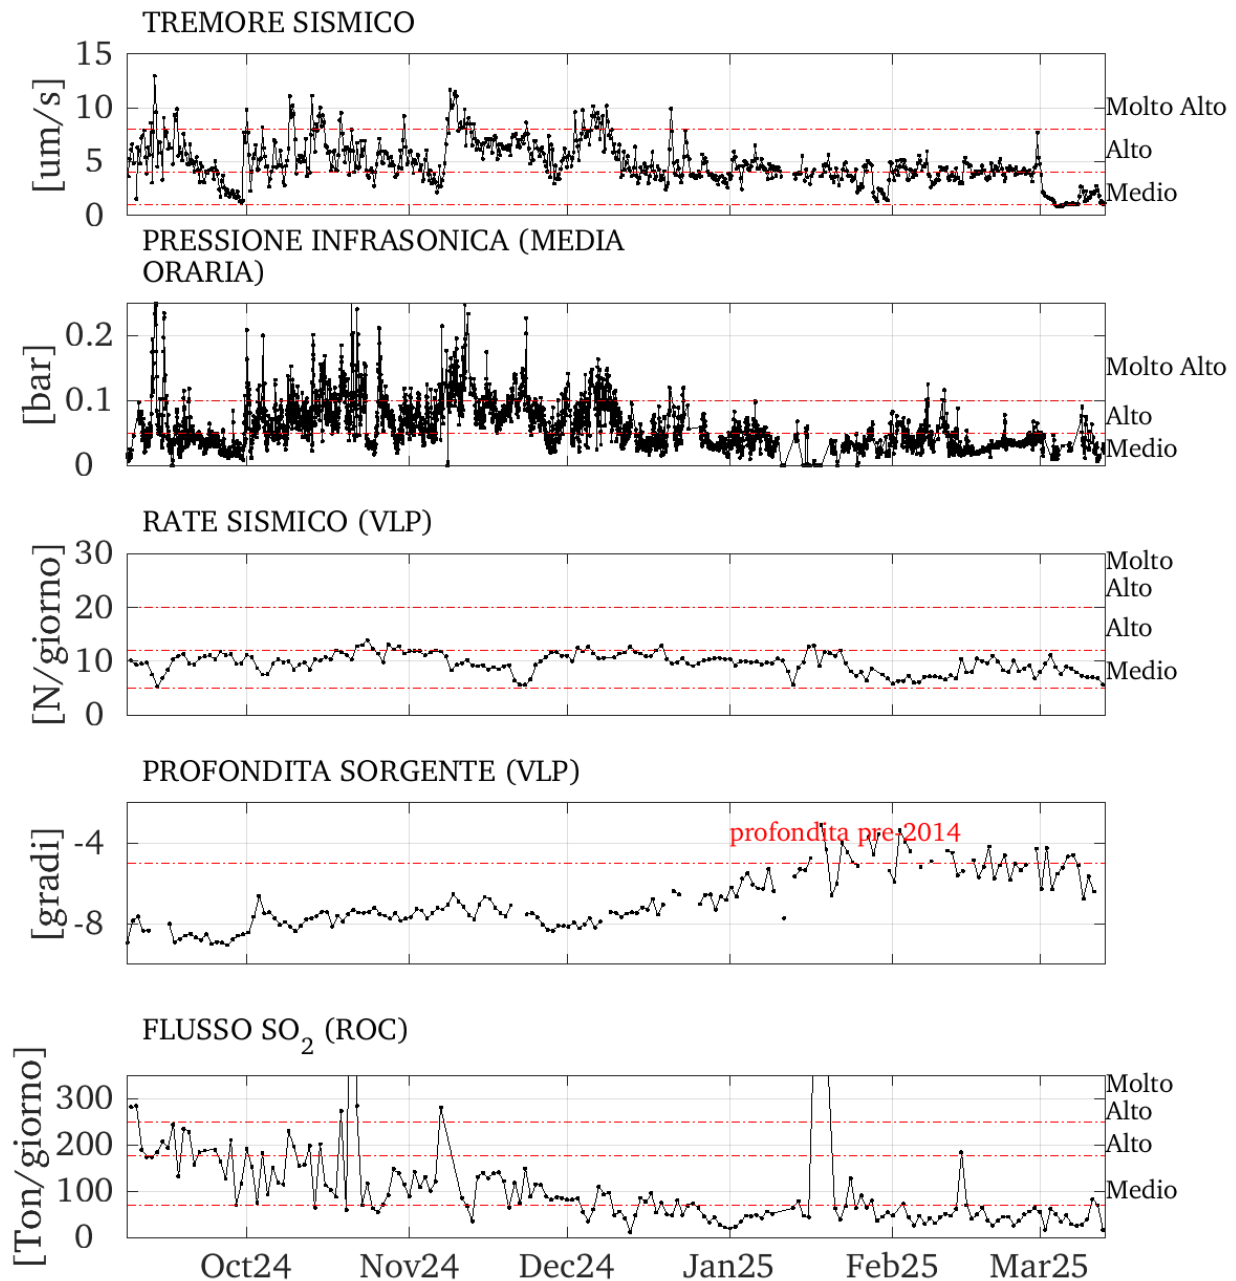 TREMORE SISMICO
[um/s]
15
10
5
0
Molto Alto
Alto
Medio
PRESSIONE INFRASONICA (MEDIA
ORARIA)
[bar]
0.2
0.1
0
Molto Alto
Alto
Medio
RATE SISMICO (VLP)
[N/giorno]
30
20
10
0
Molto
Alto
Alto
Medio
PROFONDITA SORGENTE (VLP)
[gradi]
-4
-8
profondita pre-2014
FLUSSO SO2 (ROC)
[Ton/giorno]
300
200
100
0
Molto
Alto
Alto
Medio
Oct24 Nov24 Dec24 Jan25 Feb25 Mar25